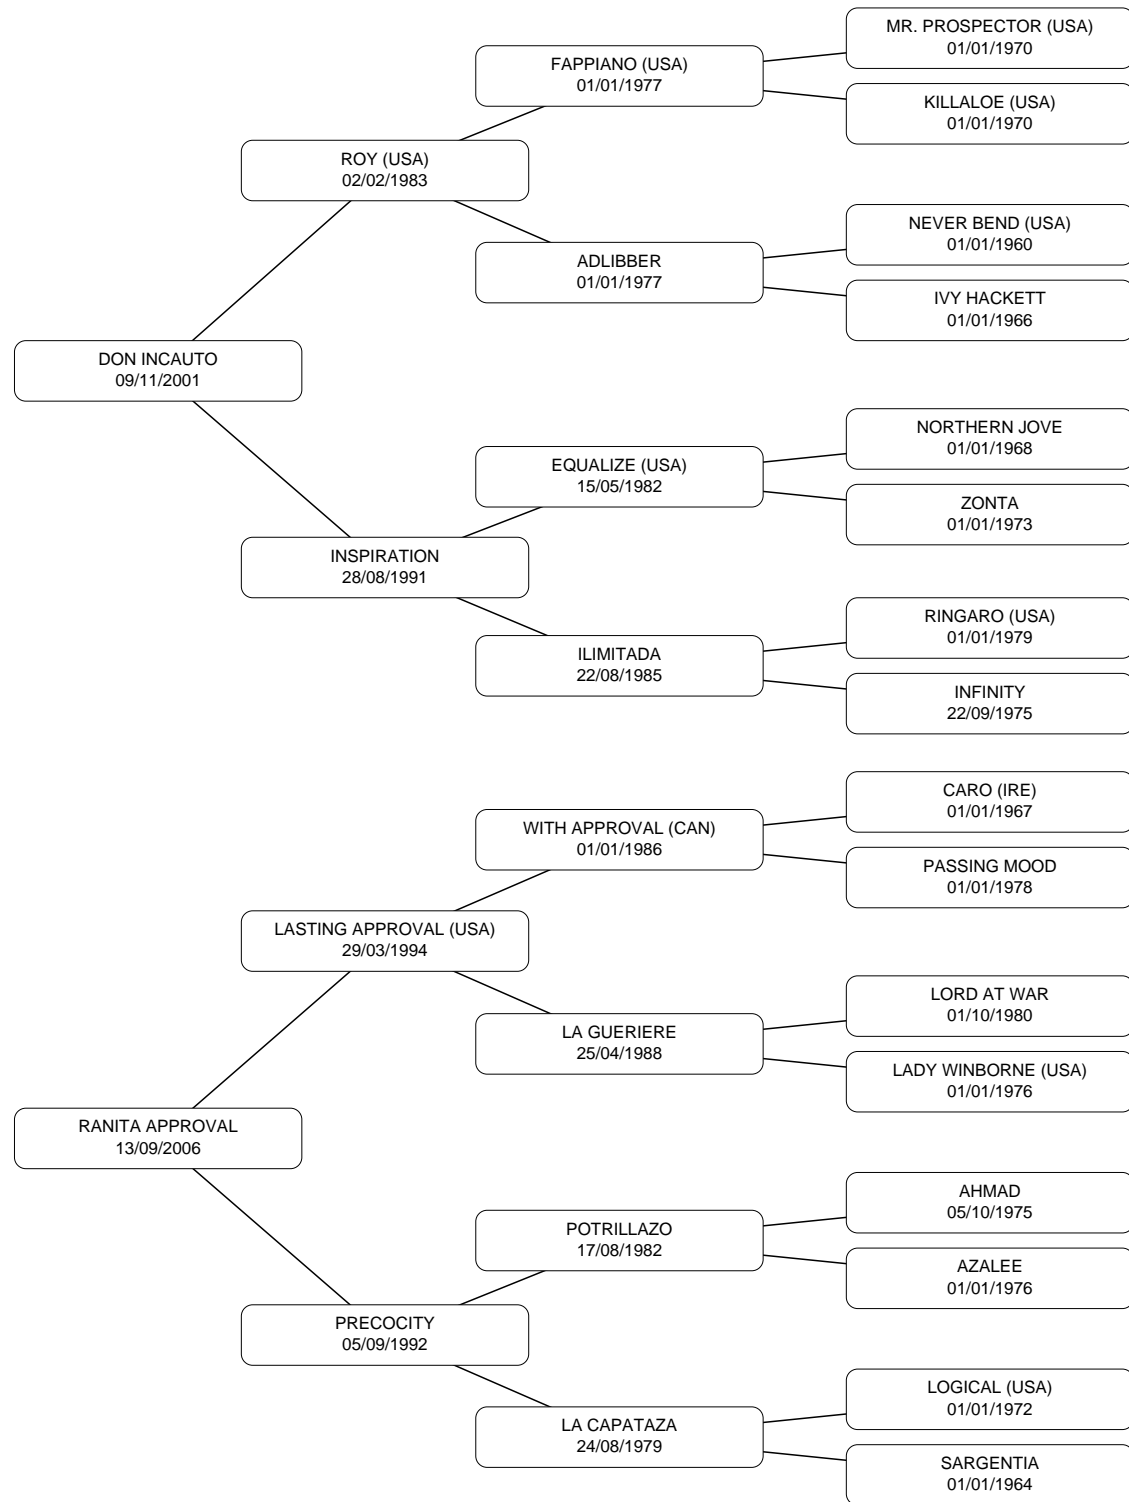 MR. PROSPECTOR (USA)
01/01/1970
FAPPIANO (USA)
01/01/1977
KILLALOE (USA)
01/01/1970
ROY (USA)
02/02/1983
NEVER BEND (USA)
01/01/1960
ADLIBBER
01/01/1977
IVY HACKETT
01/01/1966
DON INCAUTO
09/11/2001
NORTHERN JOVE
01/01/1968
EQUALIZE (USA)
15/05/1982
ZONTA
01/01/1973
INSPIRATION
28/08/1991
RINGARO (USA)
01/01/1979
ILIMITADA
22/08/1985
INFINITY
22/09/1975
CARO (IRE)
01/01/1967
WITH APPROVAL (CAN)
01/01/1986
PASSING MOOD
01/01/1978
LASTING APPROVAL (USA)
29/03/1994
LORD AT WAR
01/10/1980
LA GUERIERE
25/04/1988
LADY WINBORNE (USA)
01/01/1976
RANITA APPROVAL
13/09/2006
AHMAD
05/10/1975
POTRILLAZO
17/08/1982
AZALEE
01/01/1976
PRECOCITY
05/09/1992
LOGICAL (USA)
01/01/1972
LA CAPATAZA
24/08/1979
SARGENTIA
01/01/1964